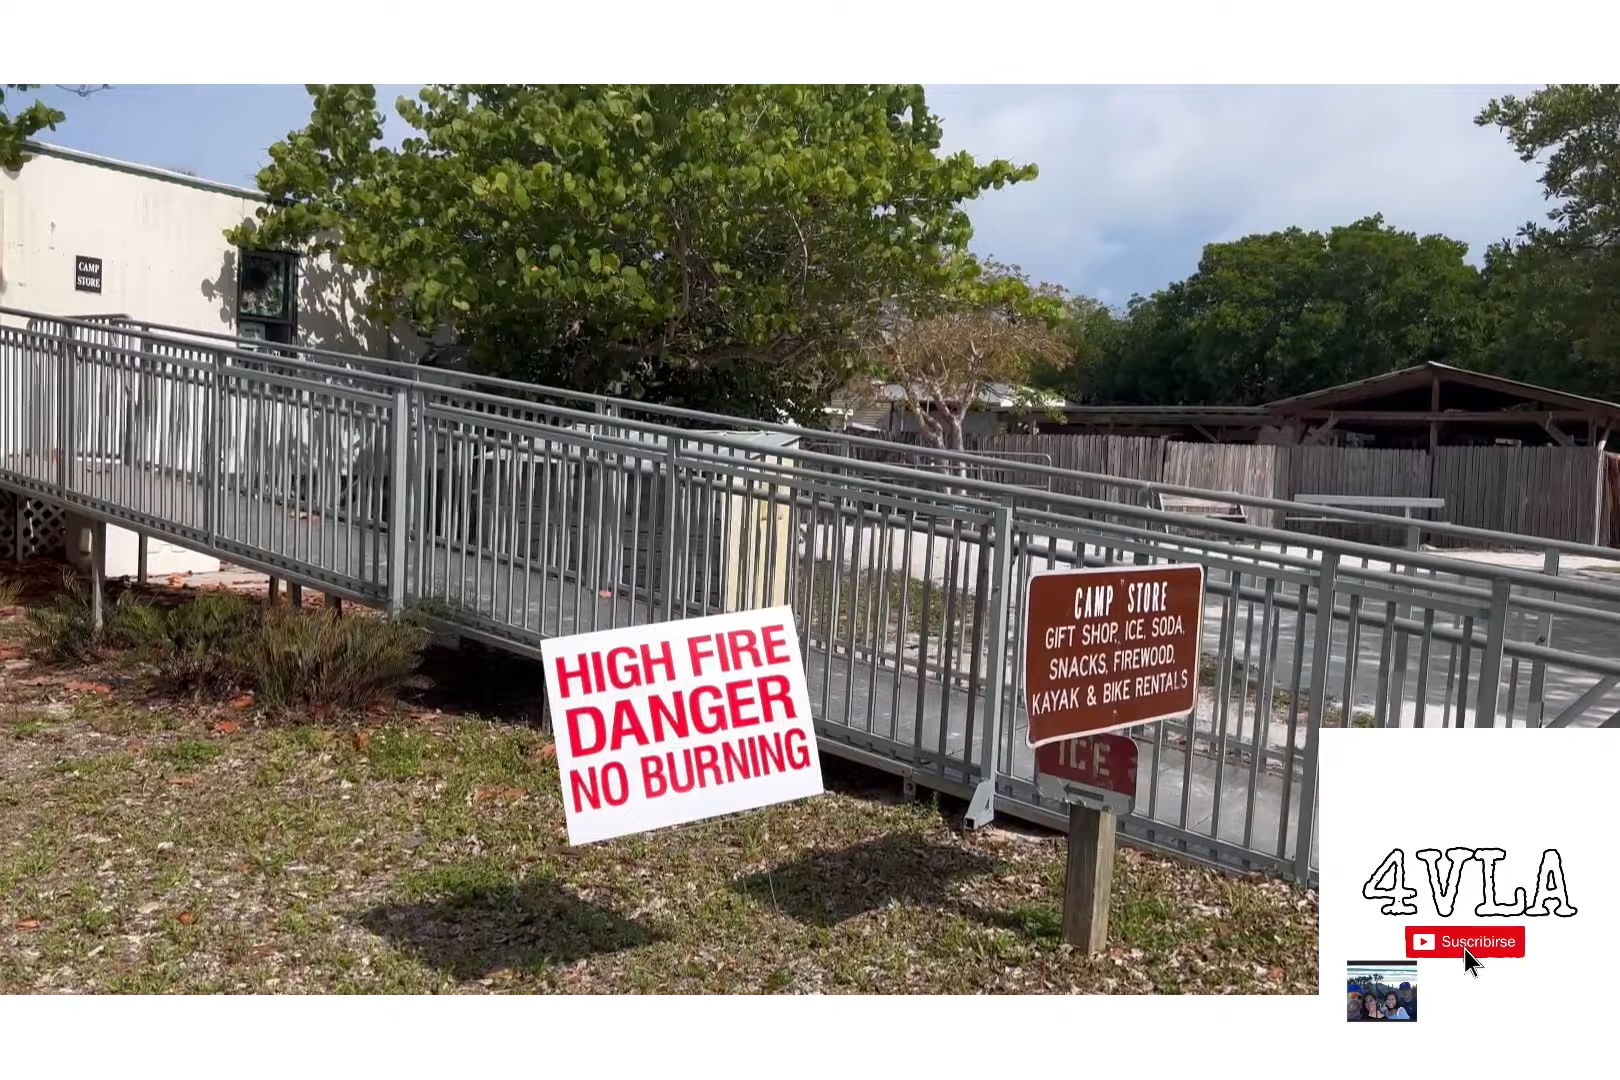 CAMP
STORE
HIGH FIRE
DANGER
NO BURNING
CAMP STORE
GIFT SHOP, ICE, SODA,
SNACKS, FIREWOOD,
KAYAK & BIKE RENTALS
ICE
4VLA
Suscribirse